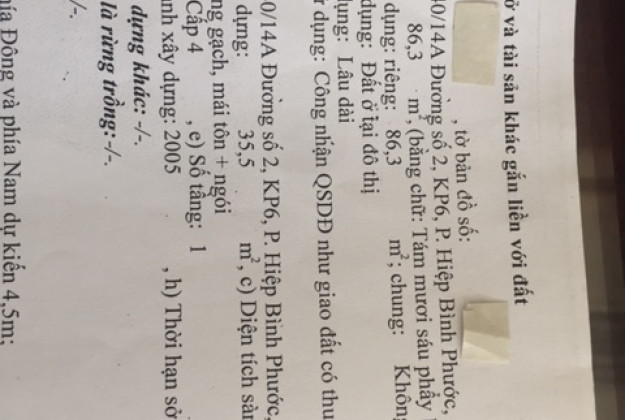 ở và tài sản khác gắn liền với đất
, tờ bản đồ số:
40/14A Đường số 2, KP6, P. Hiệp Bình Phước,
86,3 m², (bằng chữ: Tám mươi sáu phẩy
dụng: riêng: 86,3 m²; chung: Không
dụng: Đất ở tại đô thị
dụng: Lâu dài
dụng: Công nhận QSDĐ như giao đất có thu
0/14A Đường số 2, KP6, P. Hiệp Bình Phước,
dụng: 35,5 m², c) Diện tích sàn
ng gạch, mái tôn + ngói
Cấp 4 , e) Số tầng: 1
nh xây dựng: 2005 , h) Thời hạn sở
dựng khác: -/-.
là rừng trồng: -/-.
/-.
hía Đông và phía Nam dự kiến 4,5m;